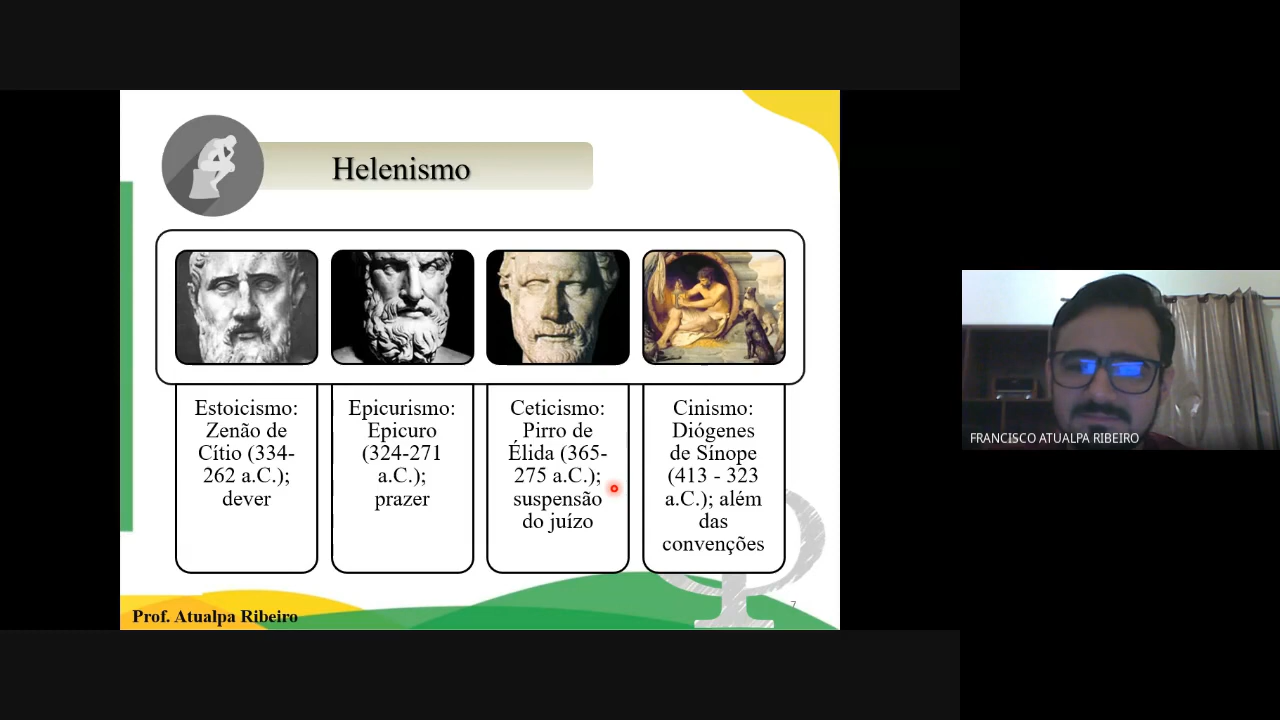 Helenismo
Estoicismo:
Zenão de
Cítio (334-
262 a.C.);
dever
Epicurismo:
Epicuro
(324-271
a.C.);
prazer
Ceticismo:
Pirro de
Élida (365-
275 a.C.);
suspensão
do juízo
Cinismo:
Diógenes
de Sínope
(413 - 323
a.C.); além
das
convenções
Prof. Atualpa Ribeiro
7
FRANCISCO ATUALPA RIBEIRO